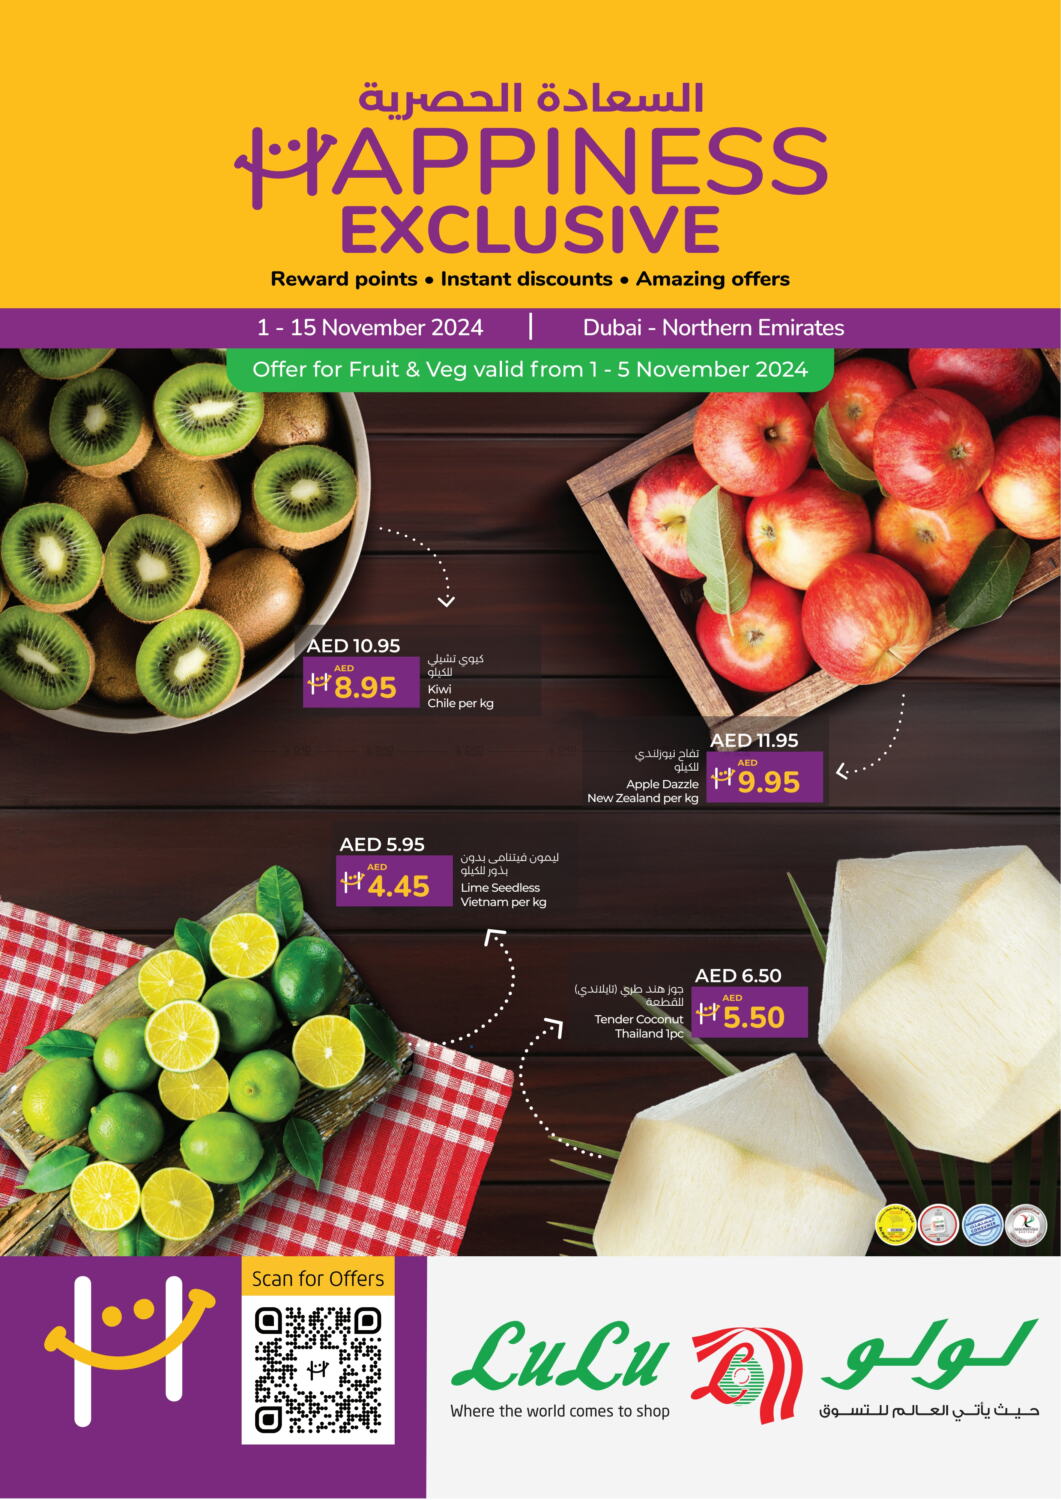 السعادة الحصرية
HAPPINESS
EXCLUSIVE
Reward points • Instant discounts • Amazing offers
1 - 15 November 2024 | Dubai - Northern Emirates
Offer for Fruit & Veg valid from 1 - 5 November 2024
AED 10.95
AED
8.95
كيوي تشيلي
للكيلو
Kiwi
Chile per kg
AED 11.95
AED
9.95
تفاح نيوزلندي
للكيلو
Apple Dazzle
New Zealand per kg
AED 5.95
AED
4.45
ليمون فيتنامى بدون
بذور للكيلو
Lime Seedless
Vietnam per kg
AED 6.50
AED
5.50
جوز هند طري (تايلاندي)
للقطعة
Tender Coconut
Thailand 1pc
Scan for Offers
LuLu
Where the world comes to shop
لولو
حيث يأتي العالم للتسوق